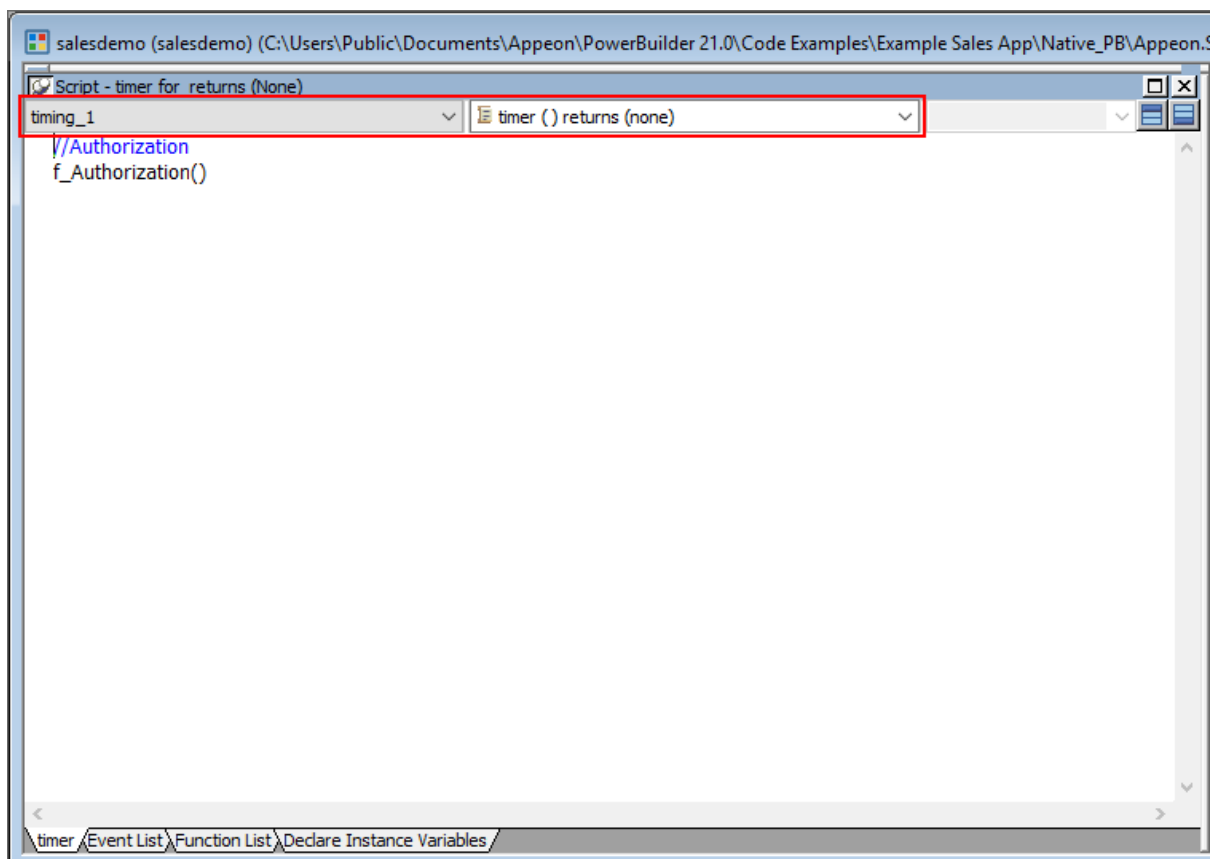 salesdemo (salesdemo) (C:\Users\Public\Documents\Appeon\PowerBuilder 21.0\Code Examples\Example Sales App\Native_PB\Appeon.S
Script - timer for returns (None)
timing_1 timer ( ) returns (none)
//Authorization
f_Authorization()
timer Event List Function List Declare Instance Variables